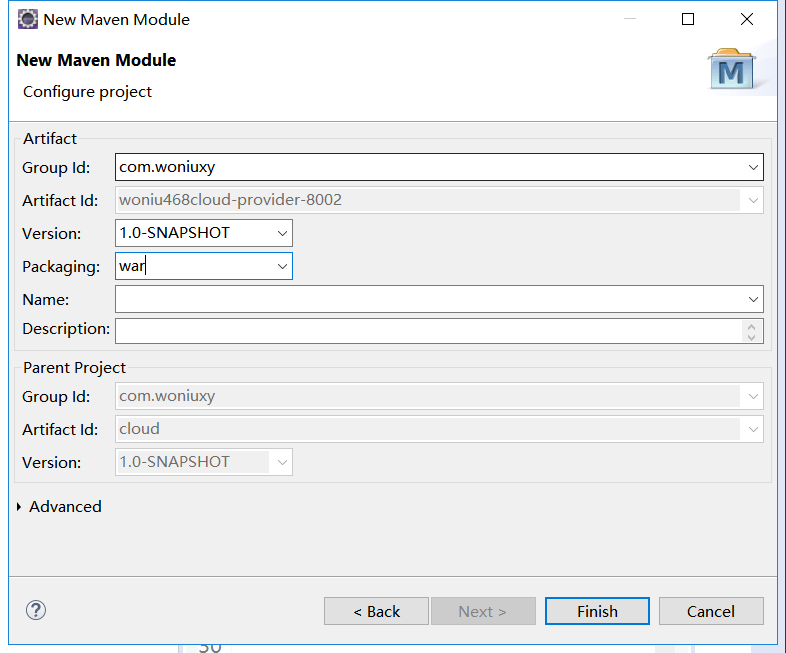 New Maven Module
New Maven Module
Configure project
M
Artifact
Group Id: com.woniuxy
Artifact Id: woniu468cloud-provider-8002
Version: 1.0-SNAPSHOT
Packaging: war
Name:
Description:
Parent Project
Group Id: com.woniuxy
Artifact Id: cloud
Version: 1.0-SNAPSHOT
Advanced
? < Back Next > Finish Cancel
30